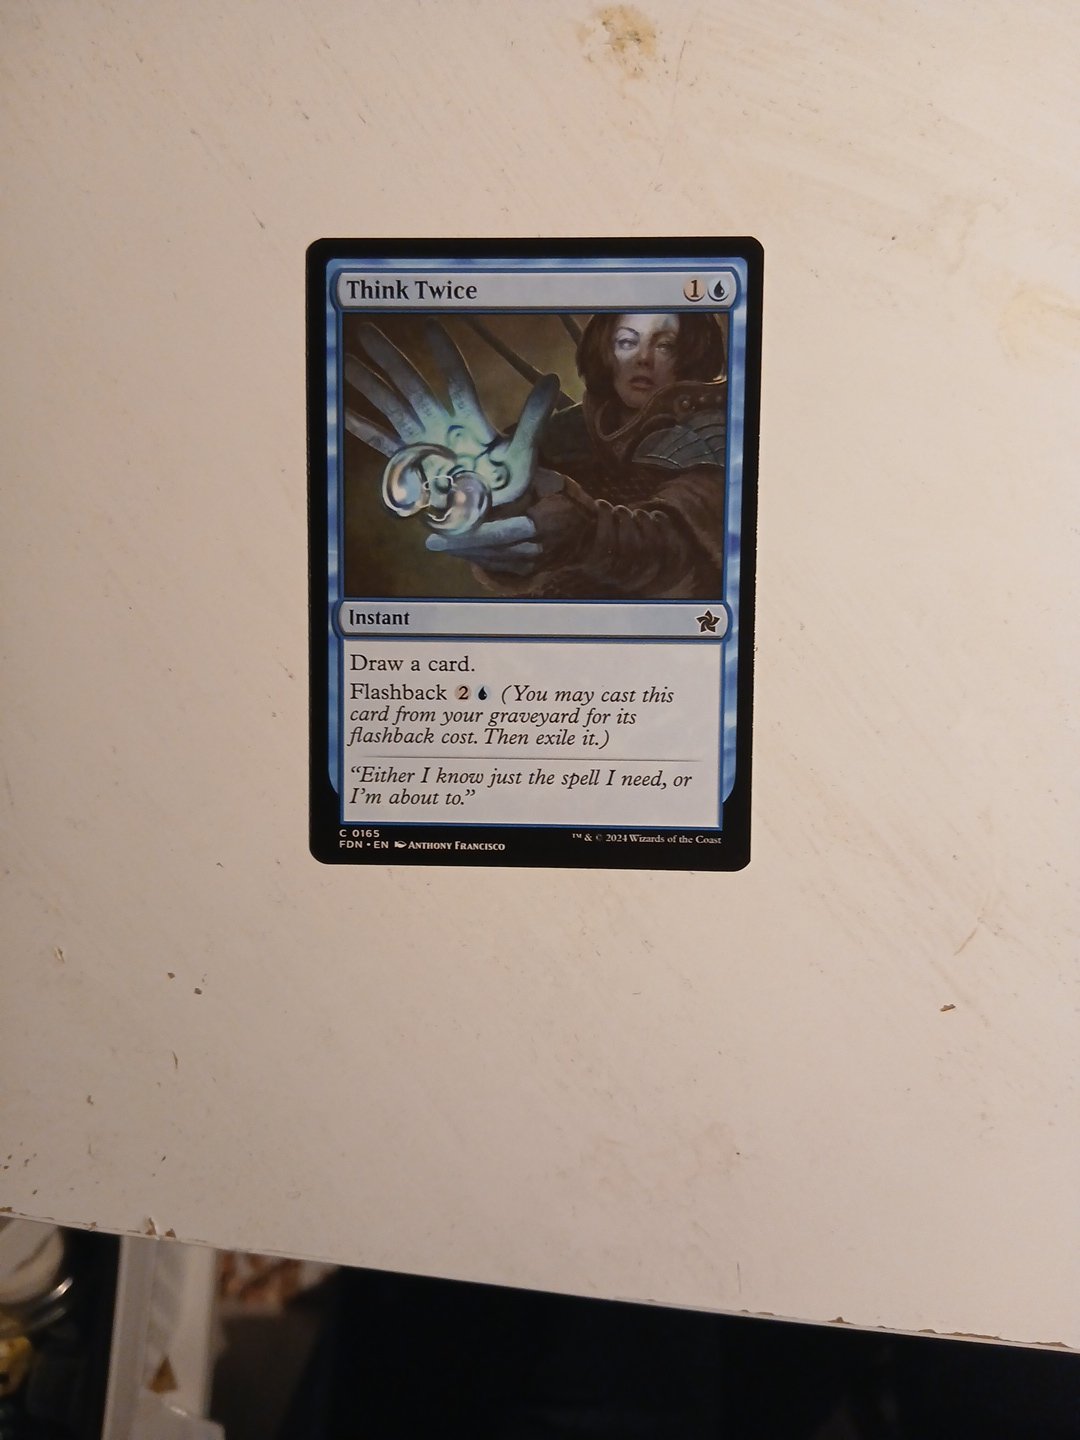 Think Twice 1
Instant
Draw a card.
Flashback 2 (You may cast this
card from your graveyard for its
flashback cost. Then exile it.)
“Either I know just the spell I need, or
I’m about to.”
C 0165
FDN • EN ANTHONY FRANCISCO
™ & © 2024 Wizards of the Coast